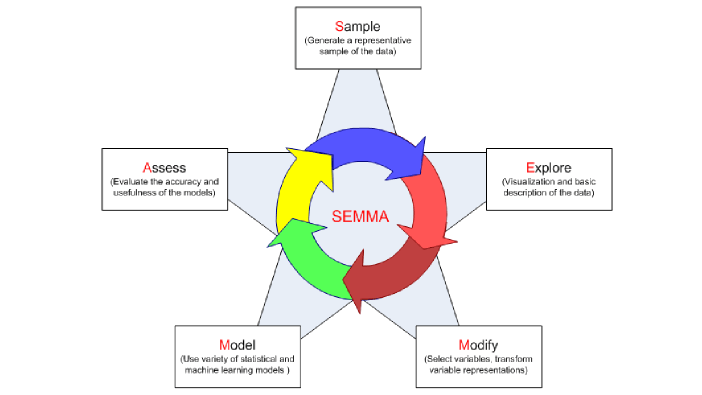 Sample
(Generate a representative
sample of the data)
Assess
(Evaluate the accuracy and
usefulness of the models)
Explore
(Visualization and basic
description of the data)
SEMMA
Model
(Use variety of statistical and
machine learning models )
Modify
(Select variables, transform
variable representations)